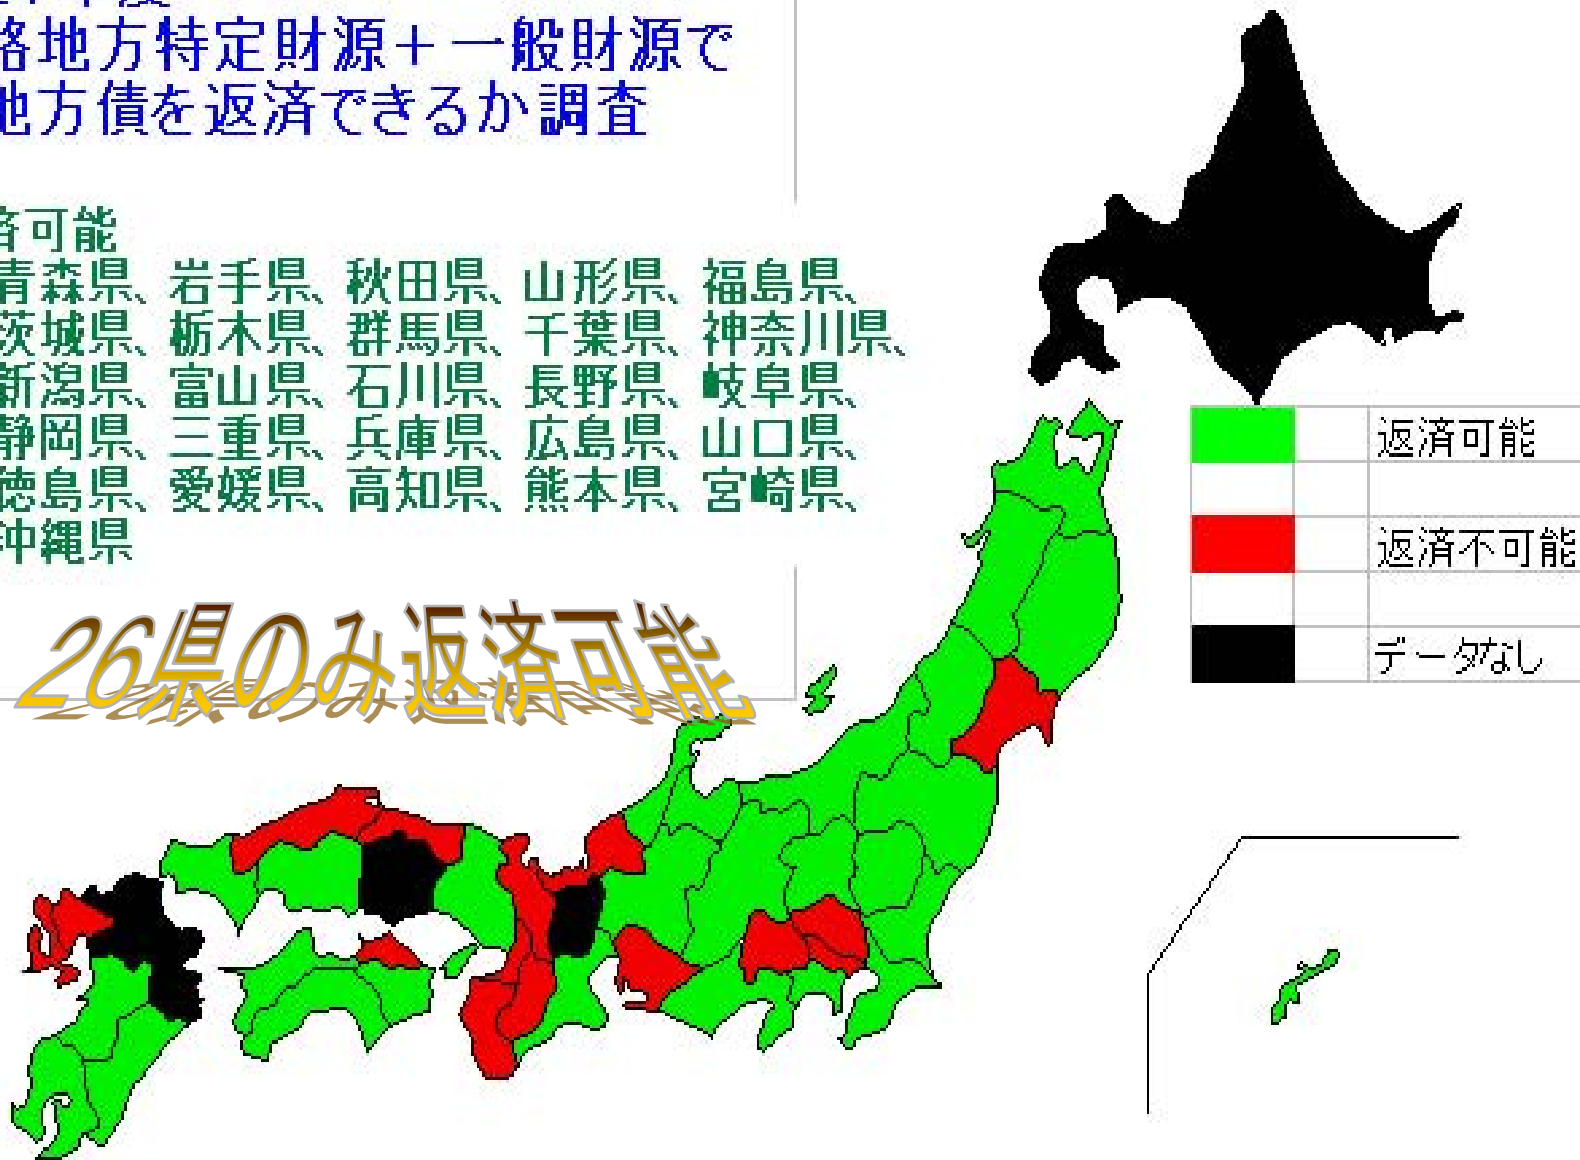 路地方特定財源＋一般財源で
地方債を返済できるか調査
済可能
青森県、岩手県、秋田県、山形県、福島県、
茨城県、栃木県、群馬県、千葉県、神奈川県、
新潟県、富山県、石川県、長野県、岐阜県、
静岡県、三重県、兵庫県、広島県、山口県、
徳島県、愛媛県、高知県、熊本県、宮崎県、
沖縄県
26県のみ返済可能
返済可能
返済不可能
データなし